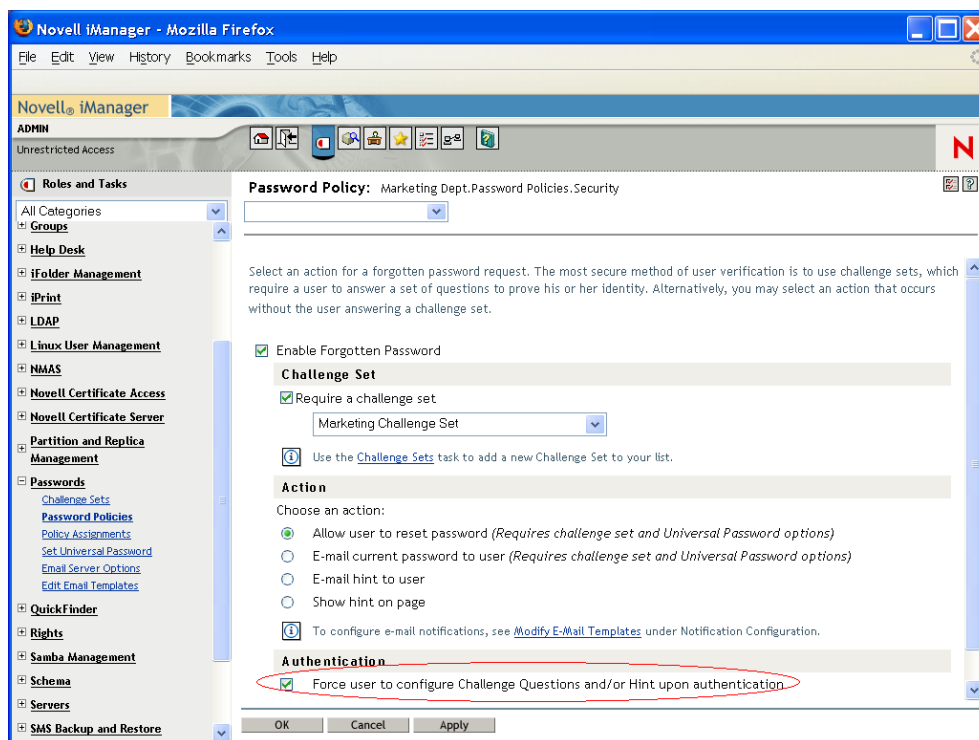 Novell iManager - Mozilla Firefox
File Edit View History Bookmarks Tools Help
Novell® iManager
ADMIN
Unrestricted Access
N
Roles and Tasks
All Categories
Groups
Help Desk
iFolder Management
iPrint
LDAP
Linux User Management
NMAS
Novell Certificate Access
Novell Certificate Server
Partition and Replica
Management
Passwords
Challenge Sets
Password Policies
Policy Assignments
Set Universal Password
Email Server Options
Edit Email Templates
QuickFinder
Rights
Samba Management
Schema
Servers
SMS Backup and Restore
Password Policy: Marketing Dept.Password Policies.Security
Select an action for a forgotten password request. The most secure method of user verification is to use challenge sets, which
require a user to answer a set of questions to prove his or her identity. Alternatively, you may select an action that occurs
without the user answering a challenge set.
Enable Forgotten Password
Challenge Set
Require a challenge set
Marketing Challenge Set
Use the Challenge Sets task to add a new Challenge Set to your list.
Action
Choose an action:
Allow user to reset password (Requires challenge set and Universal Password options)
E-mail current password to user (Requires challenge set and Universal Password options)
E-mail hint to user
Show hint on page
To configure e-mail notifications, see Modify E-Mail Templates under Notification Configuration.
Authentication
Force user to configure Challenge Questions and/or Hint upon authentication
OK Cancel Apply